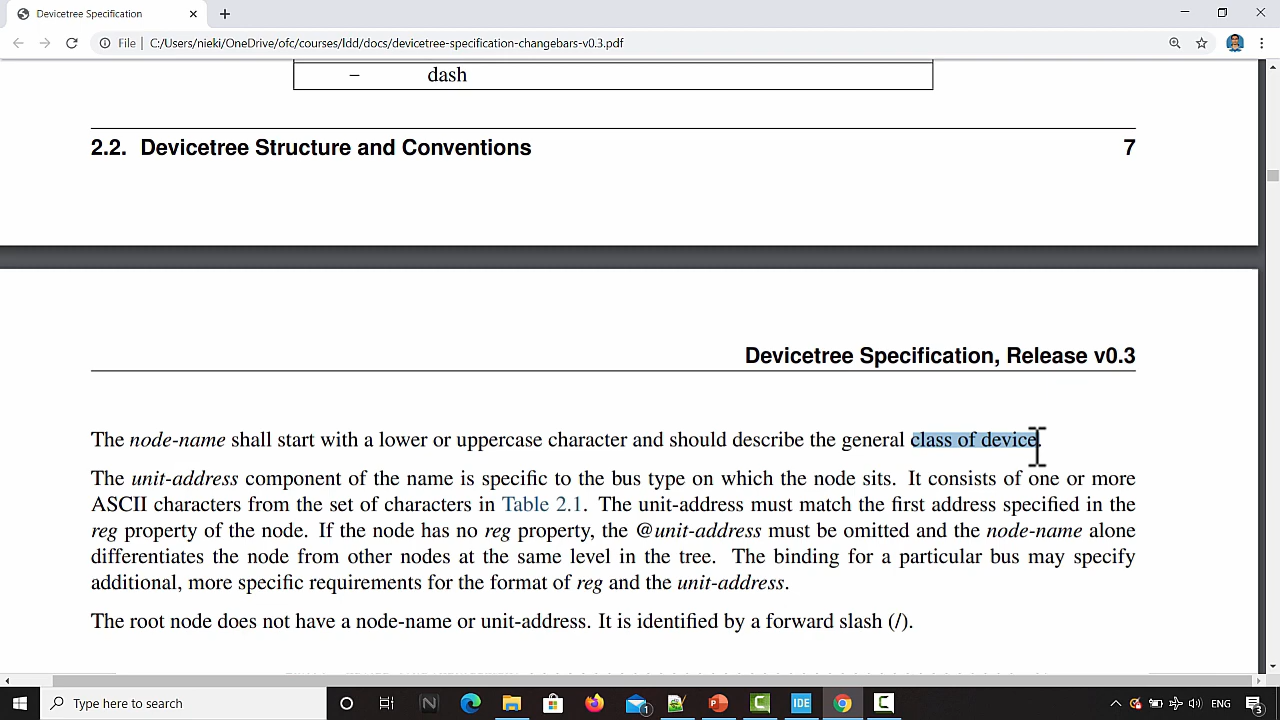 Devicetree Specification
File
C:/Users/nieki/OneDrive/ofc/courses/ldd/docs/devicetree-specification-changebars-v0.3.pdf
– dash
2.2. Devicetree Structure and Conventions 7
Devicetree Specification, Release v0.3
The node-name shall start with a lower or uppercase character and should describe the general class of device.
The unit-address component of the name is specific to the bus type on which the node sits. It consists of one or more
ASCII characters from the set of characters in Table 2.1. The unit-address must match the first address specified in the
reg property of the node. If the node has no reg property, the @unit-address must be omitted and the node-name alone
differentiates the node from other nodes at the same level in the tree. The binding for a particular bus may specify
additional, more specific requirements for the format of reg and the unit-address.
The root node does not have a node-name or unit-address. It is identified by a forward slash (/).
Type here to search
N
1
P
IDE
ENG
3